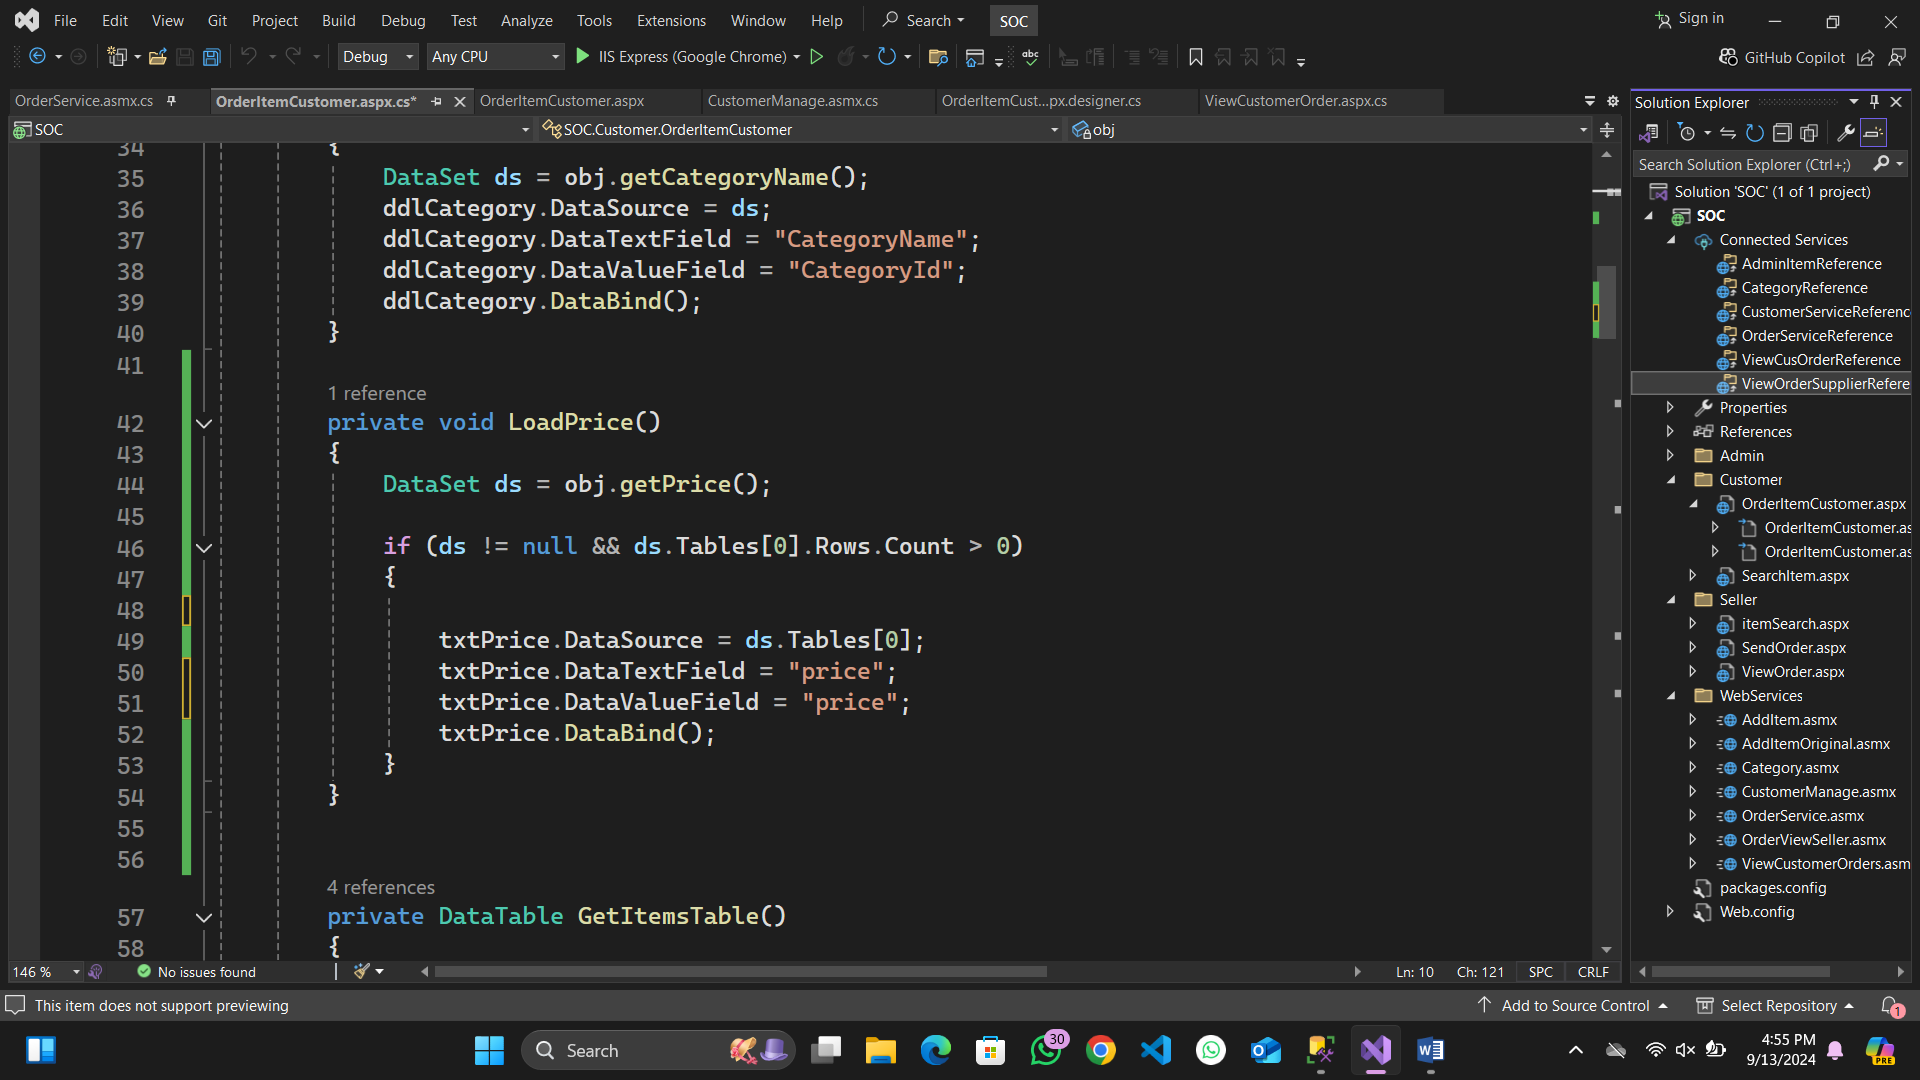 File Edit View Git Project Build Debug Test Analyze Tools Extensions Window Help Search SOC Sign in
Debug Any CPU IIS Express (Google Chrome) GitHub Copilot
OrderService.asmx.cs OrderItemCustomer.aspx.cs* OrderItemCustomer.aspx CustomerManage.asmx.cs OrderItemCust...px.designer.cs ViewCustomerOrder.aspx.cs
SOC SOC.Customer.OrderItemCustomer obj
34 {
35 DataSet ds = obj.getCategoryName();
36 ddlCategory.DataSource = ds;
37 ddlCategory.DataTextField = "CategoryName";
38 ddlCategory.DataValueField = "CategoryId";
39 ddlCategory.DataBind();
40 }
41
1 reference
42 private void LoadPrice()
43 {
44 DataSet ds = obj.getPrice();
45
46 if (ds != null && ds.Tables[0].Rows.Count > 0)
47 {
48
49 txtPrice.DataSource = ds.Tables[0];
50 txtPrice.DataTextField = "price";
51 txtPrice.DataValueField = "price";
52 txtPrice.DataBind();
53 }
54 }
55
56
4 references
57 private DataTable GetItemsTable()
58 {
146 % No issues found Ln: 10 Ch: 121 SPC CRLF
Solution Explorer
Search Solution Explorer (Ctrl+;)
Solution 'SOC' (1 of 1 project)
SOC
Connected Services
AdminItemReference
CategoryReference
CustomerServiceReferenc
OrderServiceReference
ViewCusOrderReference
ViewOrderSupplierRefere
Properties
References
Admin
Customer
OrderItemCustomer.aspx
OrderItemCustomer.as
OrderItemCustomer.as
SearchItem.aspx
Seller
itemSearch.aspx
SendOrder.aspx
ViewOrder.aspx
WebServices
AddItem.asmx
AddItemOriginal.asmx
Category.asmx
CustomerManage.asmx
OrderService.asmx
OrderViewSeller.asmx
ViewCustomerOrders.asm
packages.config
Web.config
This item does not support previewing Add to Source Control Select Repository 1
Search 30 4:55 PM
9/13/2024
PRE